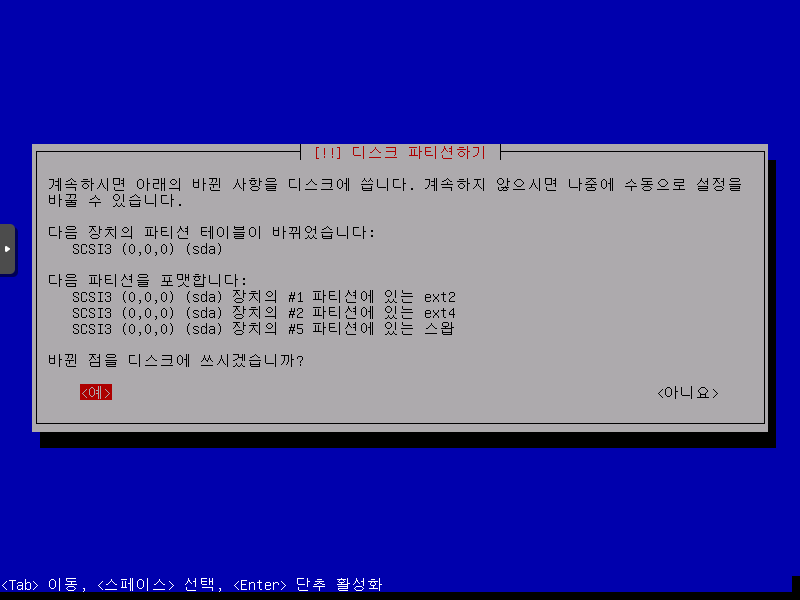 [!!] 디스크 파티션하기
계속하시면 아래의 바뀐 사항을 디스크에 씁니다. 계속하지 않으시면 나중에 수동으로 설정을
바꿀 수 있습니다.
다음 장치의 파티션 테이블이 바뀌었습니다:
SCSI3 (0,0,0) (sda)
다음 파티션을 포맷합니다:
SCSI3 (0,0,0) (sda) 장치의 #1 파티션에 있는 ext2
SCSI3 (0,0,0) (sda) 장치의 #2 파티션에 있는 ext4
SCSI3 (0,0,0) (sda) 장치의 #5 파티션에 있는 스왑
바뀐 점을 디스크에 쓰시겠습니까?
<예> <아니요>
<Tab> 이동, <스페이스> 선택, <Enter> 단추 활성화